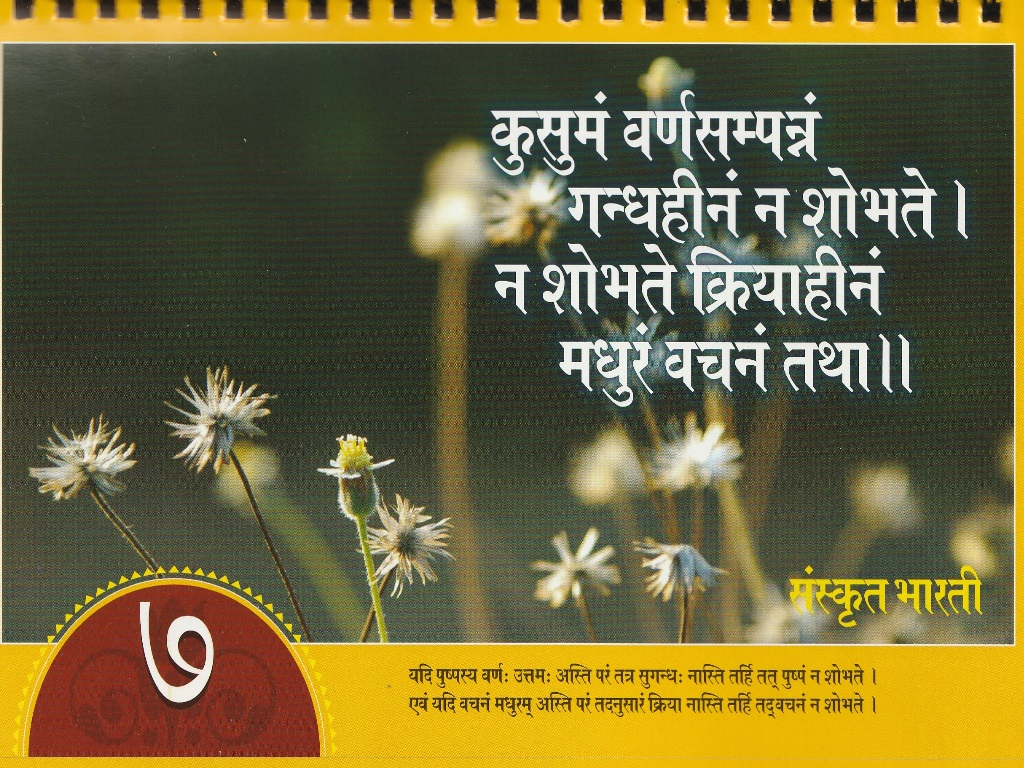 कुसुमं वर्णसम्पन्नं
गन्धहीनं न शोभते ।
न शोभते क्रियाहीनं
मधुरं वचनं तथा।।
संस्कृत भारती
७
यदि पुष्पस्य वर्णः उत्तमः अस्ति परं तत्र सुगन्धः नास्ति तर्हि तत् पुष्पं न शोभते ।
एवं यदि वचनं मधुरम् अस्ति परं तदनुसारं क्रिया नास्ति तर्हि तद्वचनं न शोभते ।